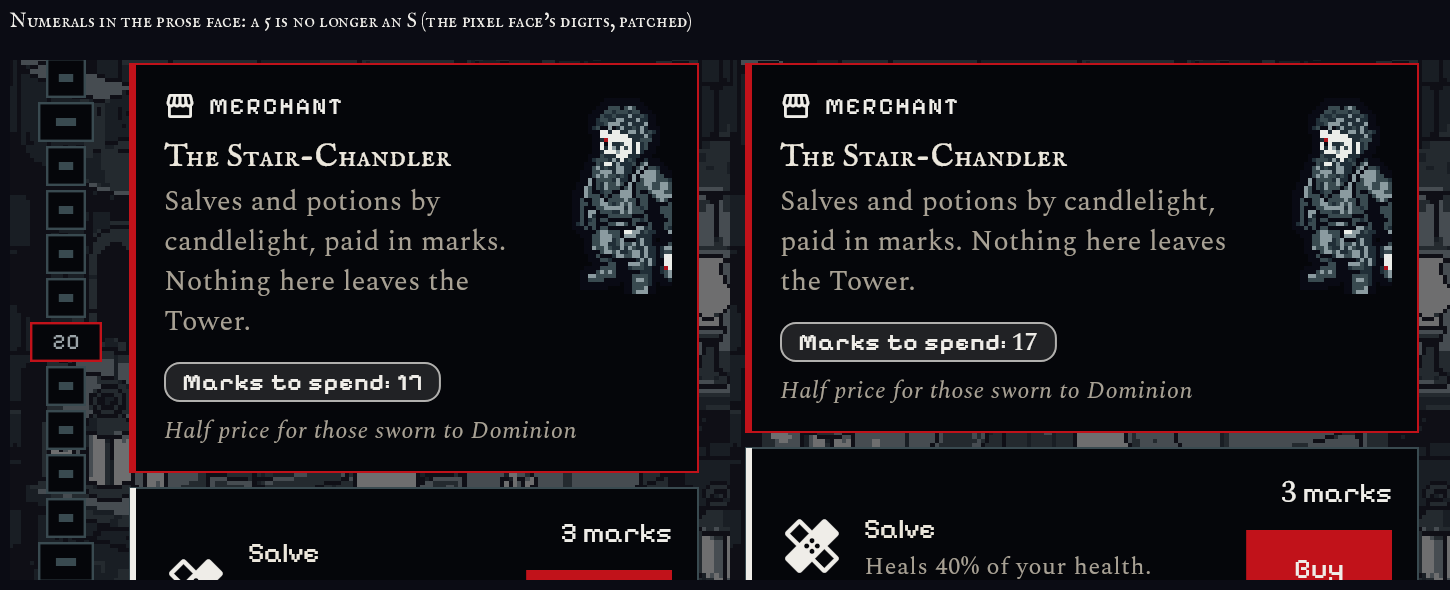 Numerals in the prose face: a 5 is no longer an S (the pixel face's digits, patched)
MERCHANT
The Stair-Chandler
Salves and potions by
candlelight, paid in marks.
Nothing here leaves the
Tower.
Marks to spend: 17
Half price for those sworn to Dominion
20
3 marks
Salve
MERCHANT
The Stair-Chandler
Salves and potions by candlelight,
paid in marks. Nothing here leaves
the Tower.
Marks to spend: 17
Half price for those sworn to Dominion
3 marks
Salve
Heals 40% of your health.
Buy